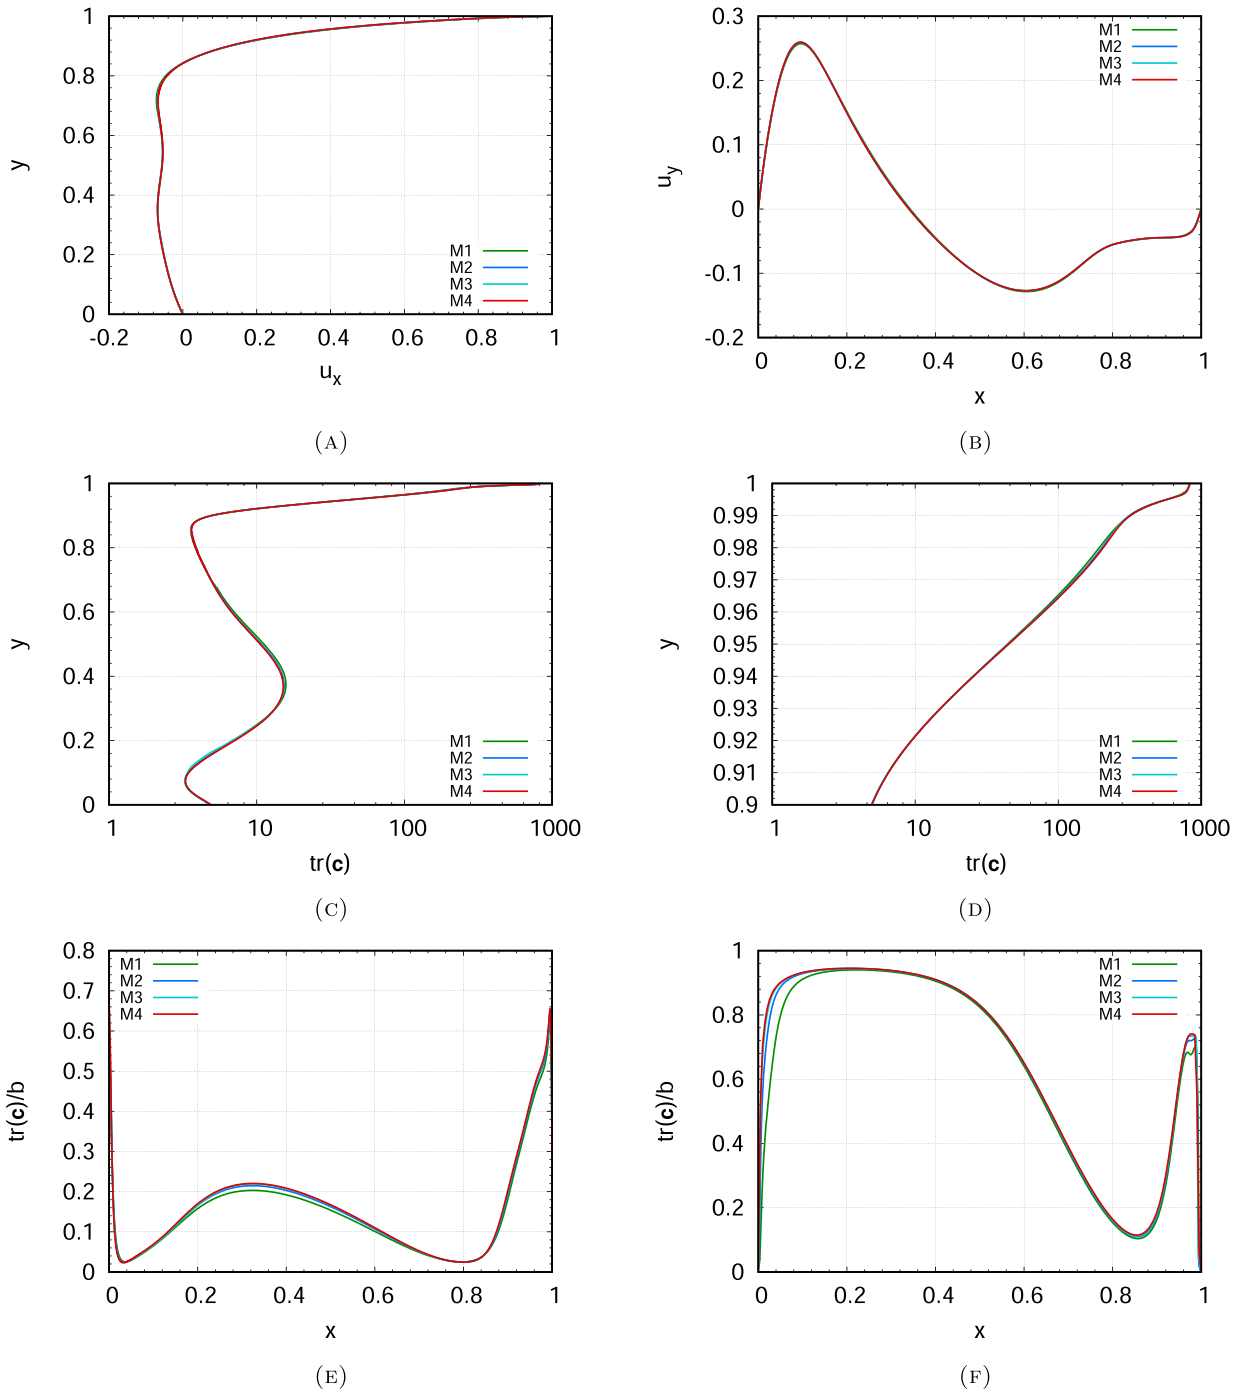 1
0.8
0.6
0.4
0.2
0
y
M1
M2
M3
M4
-0.2 0 0.2 0.4 0.6 0.8 1
u_x
(A)
0.3
0.2
0.1
0
-0.1
-0.2
u_y
M1
M2
M3
M4
0 0.2 0.4 0.6 0.8 1
x
(B)
1
0.8
0.6
0.4
0.2
0
y
M1
M2
M3
M4
1 10 100 1000
tr(c)
(C)
1
0.99
0.98
0.97
0.96
0.95
0.94
0.93
0.92
0.91
0.9
y
M1
M2
M3
M4
1 10 100 1000
tr(c)
(D)
0.8
0.7
0.6
0.5
0.4
0.3
0.2
0.1
0
tr(c)/b
M1
M2
M3
M4
0 0.2 0.4 0.6 0.8 1
x
(E)
1
0.8
0.6
0.4
0.2
0
tr(c)/b
M1
M2
M3
M4
0 0.2 0.4 0.6 0.8 1
x
(F)